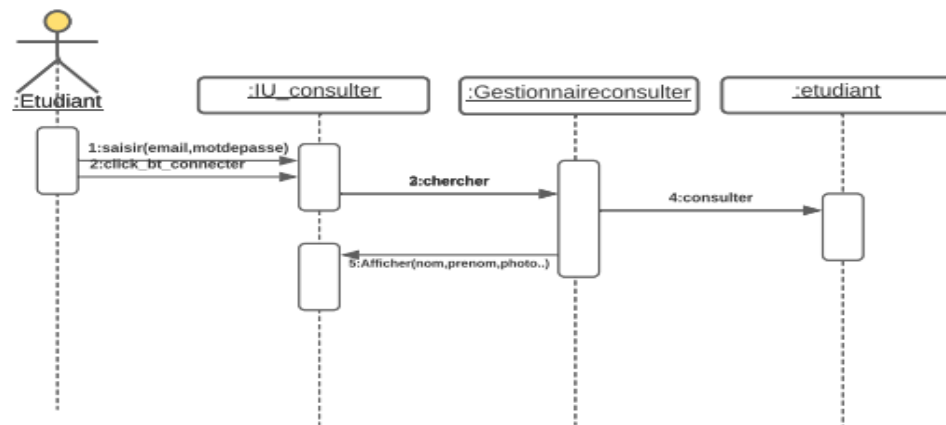 :Etudiant
:IU_consulter
:Gestionnaireconsulter
:etudiant
1:saisir(email,motdepasse)
2:click_bt_connecter
3:chercher
4:consulter
5:Afficher(nom,prenom,photo..)